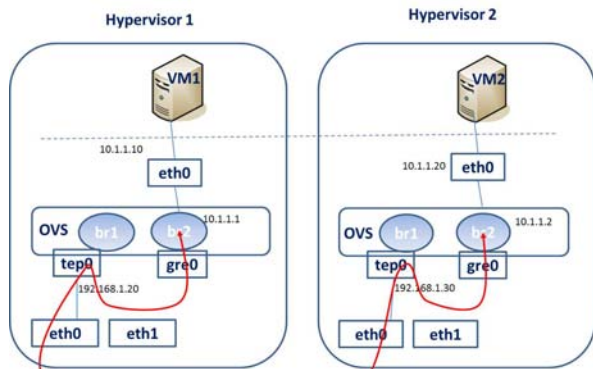 Hypervisor 1
Hypervisor 2
VM1
VM2
10.1.1.10
eth0
10.1.1.20
eth0
OVS
br1
br2
10.1.1.1
OVS
br1
br2
10.1.1.2
tep0
gre0
tep0
gre0
192.168.1.20
192.168.1.30
eth0
eth1
eth0
eth1